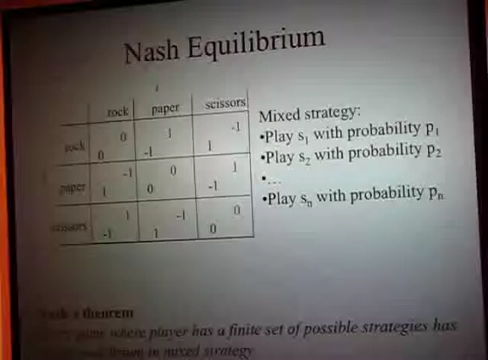 Nash Equilibrium
rock paper scissors
rock
0 1 -1
0 -1 1
paper
-1 0 1
1 0 -1
scissors
1 -1 0
-1 1 0
Mixed strategy:
•Play s₁ with probability p₁
•Play s₂ with probability p₂
•...
•Play sₙ with probability pₙ
theorem
game where player has a finite set of possible strategies has
in mixed strategy